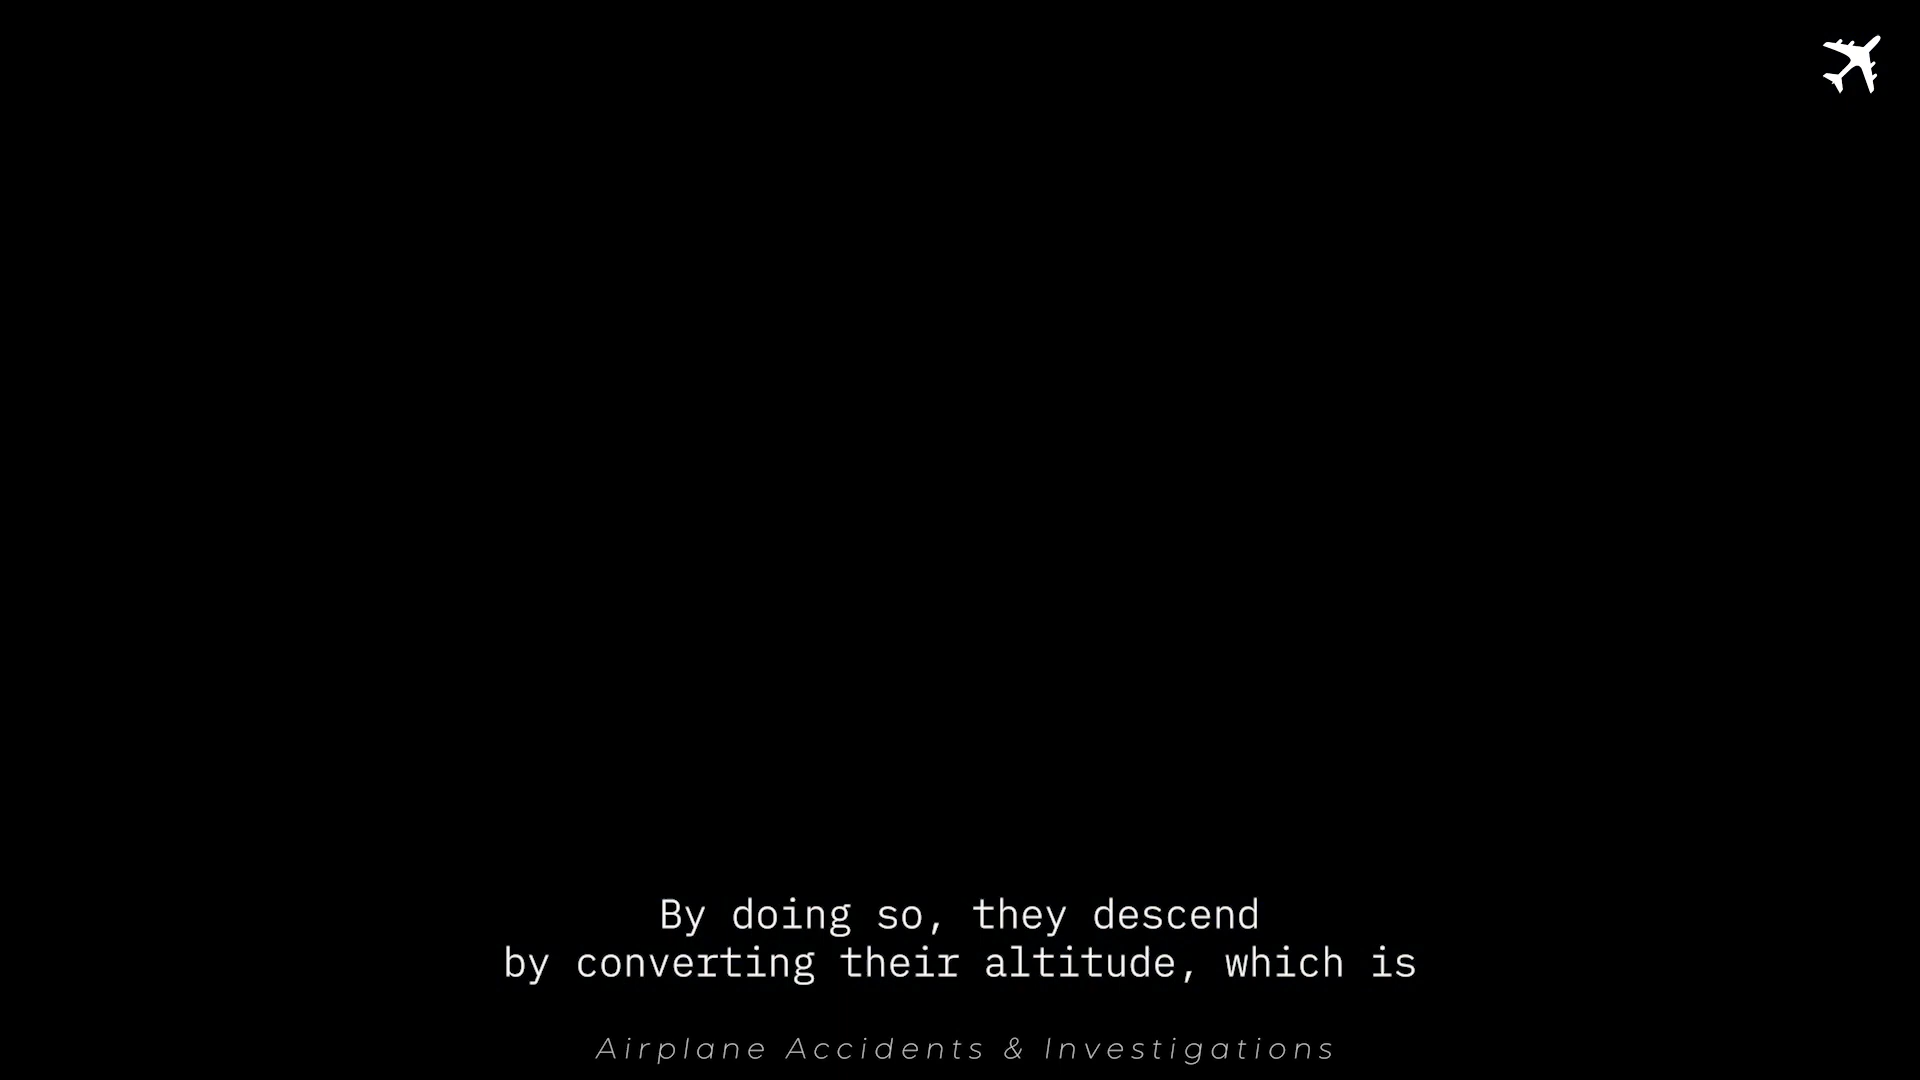 By doing so, they descend
by converting their altitude, which is
Airplane Accidents & Investigations